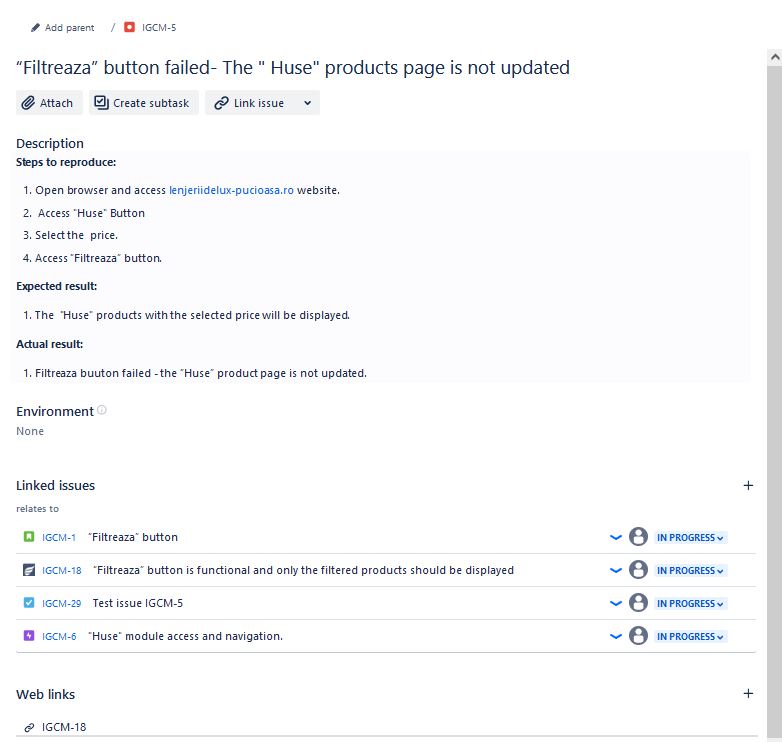 Add parent / IGCM-5
“Filtreaza” button failed- The " Huse" products page is not updated
Attach Create subtask Link issue
Description
Steps to reproduce:
1. Open browser and access lenjeriidelux-pucioasa.ro website.
2. Access "Huse" Button
3. Select the price.
4. Access “Filtreaza” button.
Expected result:
1. The "Huse" products with the selected price will be displayed.
Actual result:
1. Filtreaza buuton failed - the “Huse” product page is not updated.
Environment
None
Linked issues
relates to
IGCM-1 “Filtreaza” button IN PROGRESS
IGCM-18 “Filtreaza” button is functional and only the filtered products should be displayed IN PROGRESS
IGCM-29 Test issue IGCM-5 IN PROGRESS
IGCM-6 "Huse" module access and navigation. IN PROGRESS
Web links
IGCM-18